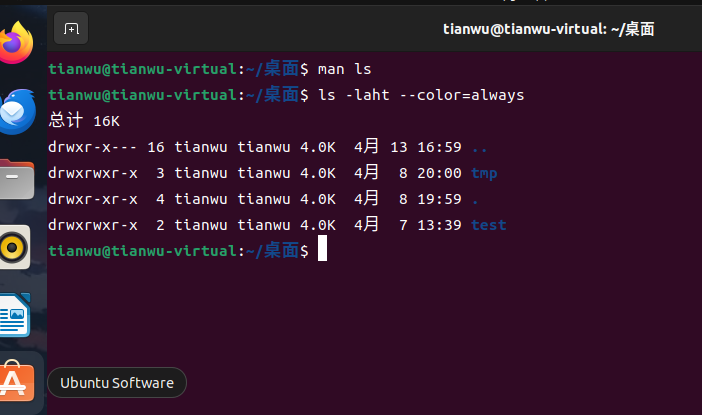 tianwu@tianwu-virtual: ~/桌面
tianwu@tianwu-virtual:~/桌面$ man ls
tianwu@tianwu-virtual:~/桌面$ ls -laht --color=always
总计 16K
drwxr-x--- 16 tianwu tianwu 4.0K  4月 13 16:59 ..
drwxrwxr-x  3 tianwu tianwu 4.0K  4月  8 20:00 tmp
drwxr-xr-x  4 tianwu tianwu 4.0K  4月  8 19:59 .
drwxrwxr-x  2 tianwu tianwu 4.0K  4月  7 13:39 test
tianwu@tianwu-virtual:~/桌面$
Ubuntu Software